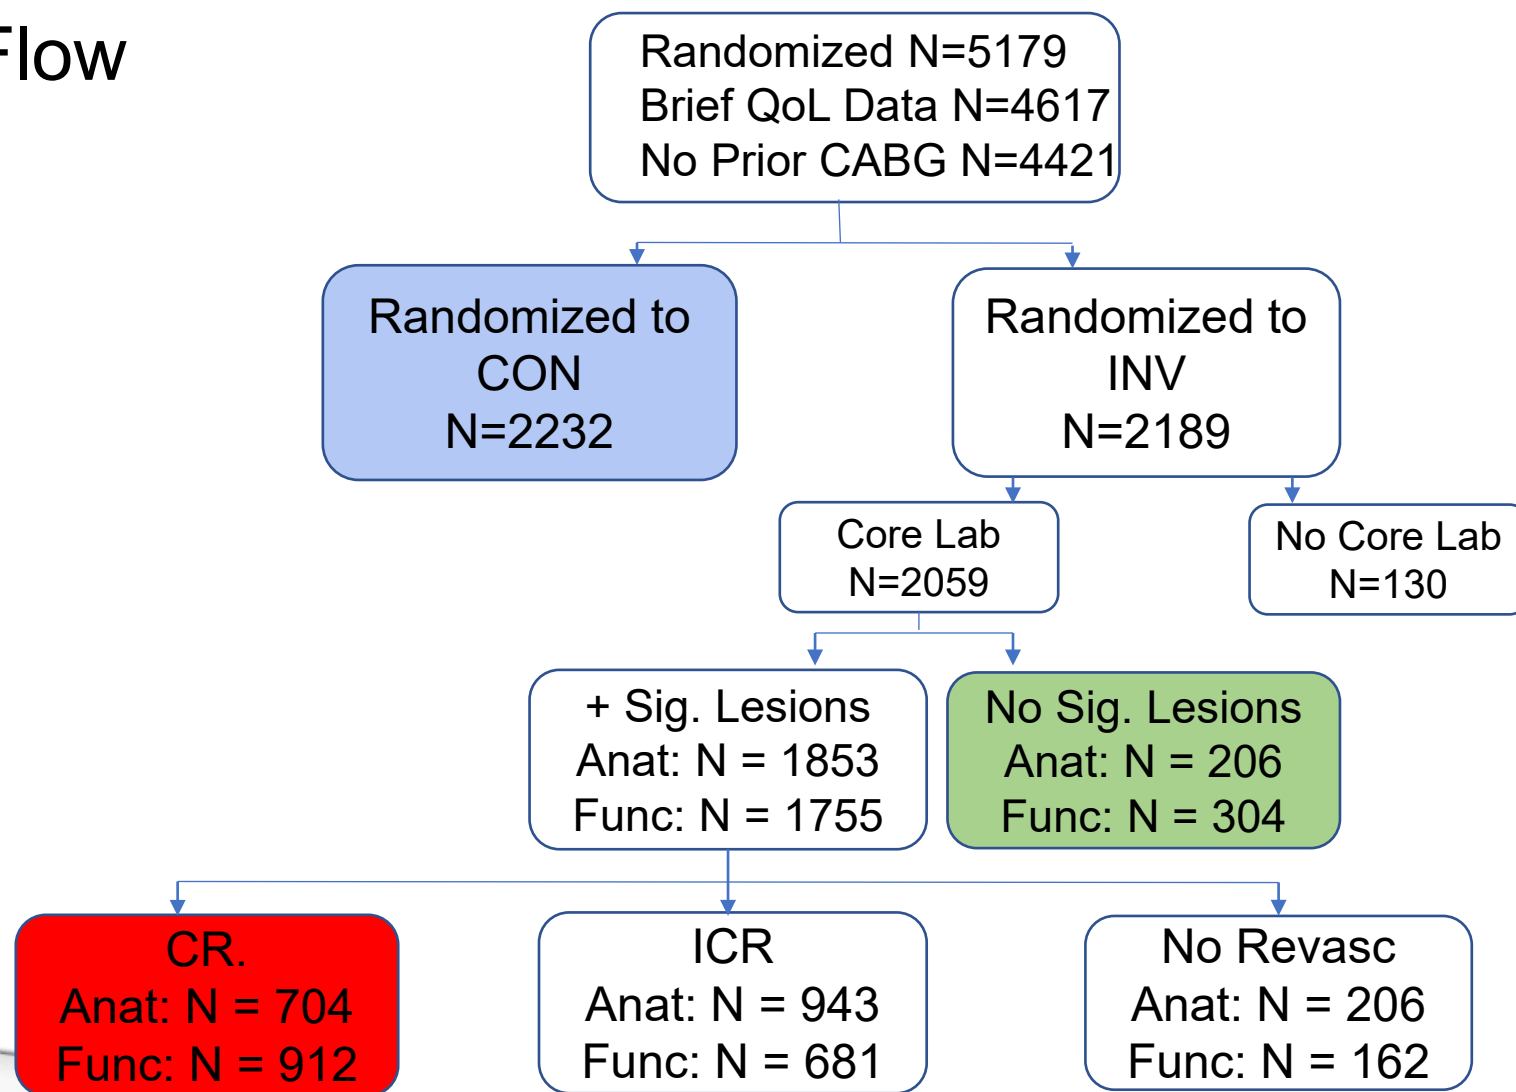 Flow
Randomized N=5179
Brief QoL Data N=4617
No Prior CABG N=4421
Randomized to
CON
N=2232
Randomized to
INV
N=2189
Core Lab
N=2059
No Core Lab
N=130
+ Sig. Lesions
Anat: N = 1853
Func: N = 1755
No Sig. Lesions
Anat: N = 206
Func: N = 304
CR.
Anat: N = 704
Func: N = 912
ICR
Anat: N = 943
Func: N = 681
No Revasc
Anat: N = 206
Func: N = 162